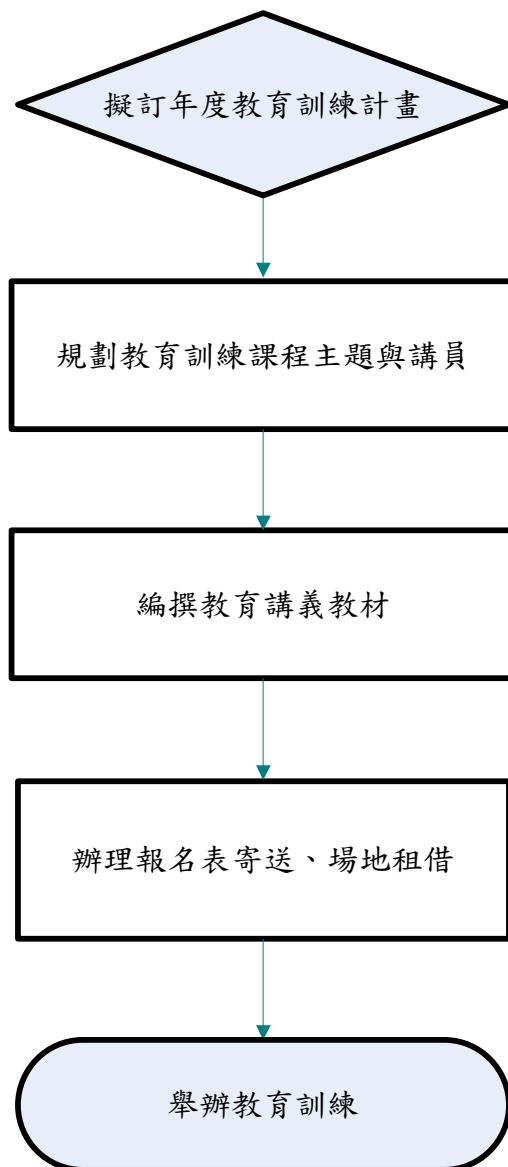 擬訂年度教育訓練計畫
規劃教育訓練課程主題與講員
編撰教育講義教材
辦理報名表寄送、場地租借
舉辦教育訓練